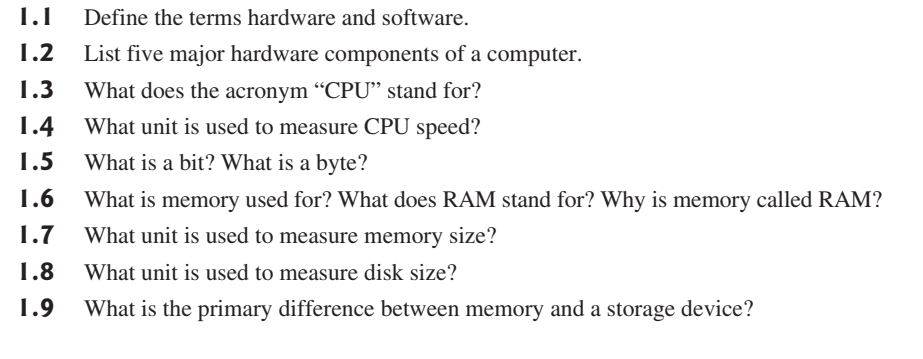 1.1 Define the terms hardware and software.
1.2 List five major hardware components of a computer.
1.3 What does the acronym “CPU” stand for?
1.4 What unit is used to measure CPU speed?
1.5 What is a bit? What is a byte?
1.6 What is memory used for? What does RAM stand for? Why is memory called RAM?
1.7 What unit is used to measure memory size?
1.8 What unit is used to measure disk size?
1.9 What is the primary difference between memory and a storage device?